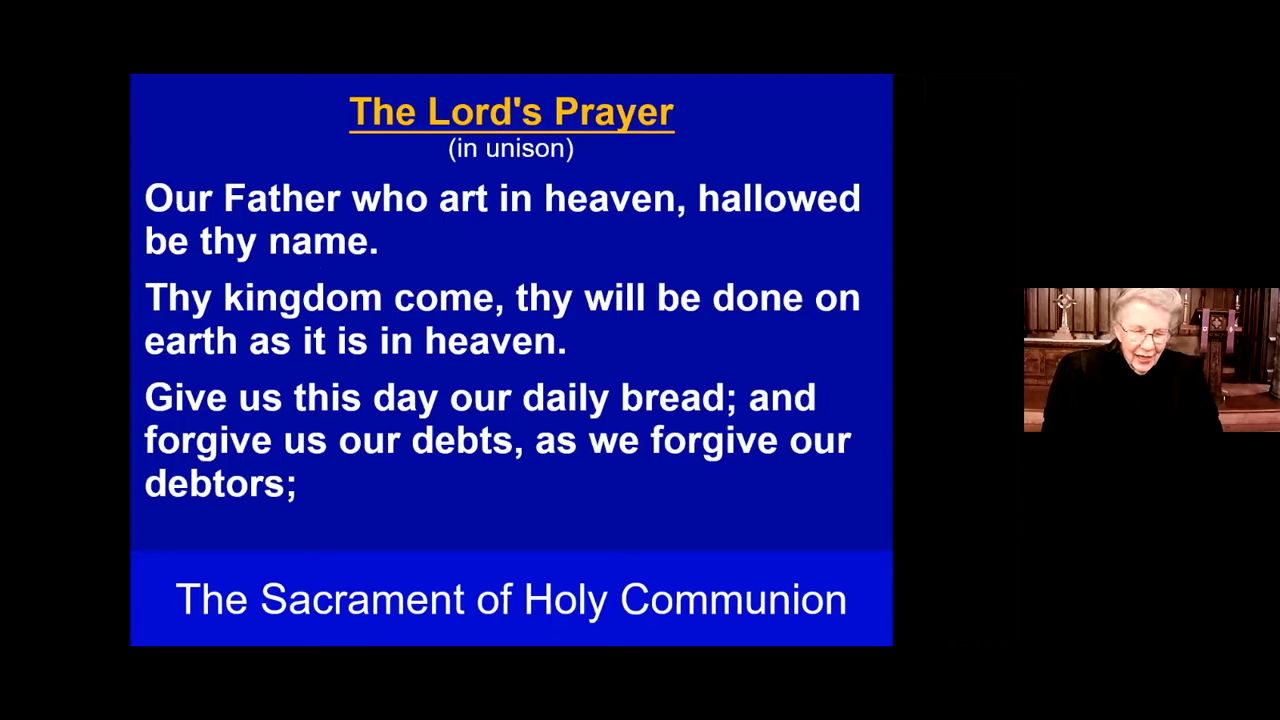 The Lord's Prayer
(in unison)
Our Father who art in heaven, hallowed
be thy name.
Thy kingdom come, thy will be done on
earth as it is in heaven.
Give us this day our daily bread; and
forgive us our debts, as we forgive our
debtors;
The Sacrament of Holy Communion